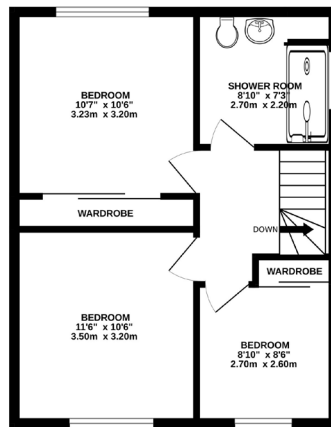 BEDROOM
10'7" x 10'6"
3.23m x 3.20m
SHOWER ROOM
8'10" x 7'3"
2.70m x 2.20m
WARDROBE
DOWN
WARDROBE
BEDROOM
11'6" x 10'6"
3.50m x 3.20m
BEDROOM
8'10" x 8'6"
2.70m x 2.60m